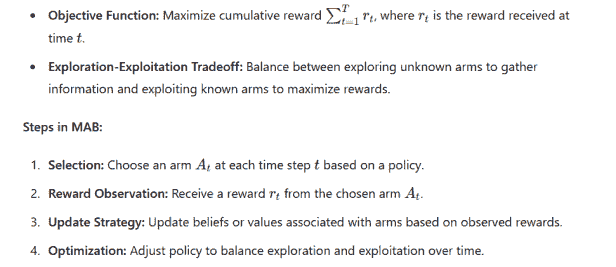 • Objective Function: Maximize cumulative reward $\sum_{t=1}^{T} r_t$, where $r_t$ is the reward received at
time $t$.
• Exploration-Exploitation Tradeoff: Balance between exploring unknown arms to gather
information and exploiting known arms to maximize rewards.
Steps in MAB:
1. Selection: Choose an arm $A_t$ at each time step $t$ based on a policy.
2. Reward Observation: Receive a reward $r_t$ from the chosen arm $A_t$.
3. Update Strategy: Update beliefs or values associated with arms based on observed rewards.
4. Optimization: Adjust policy to balance exploration and exploitation over time.